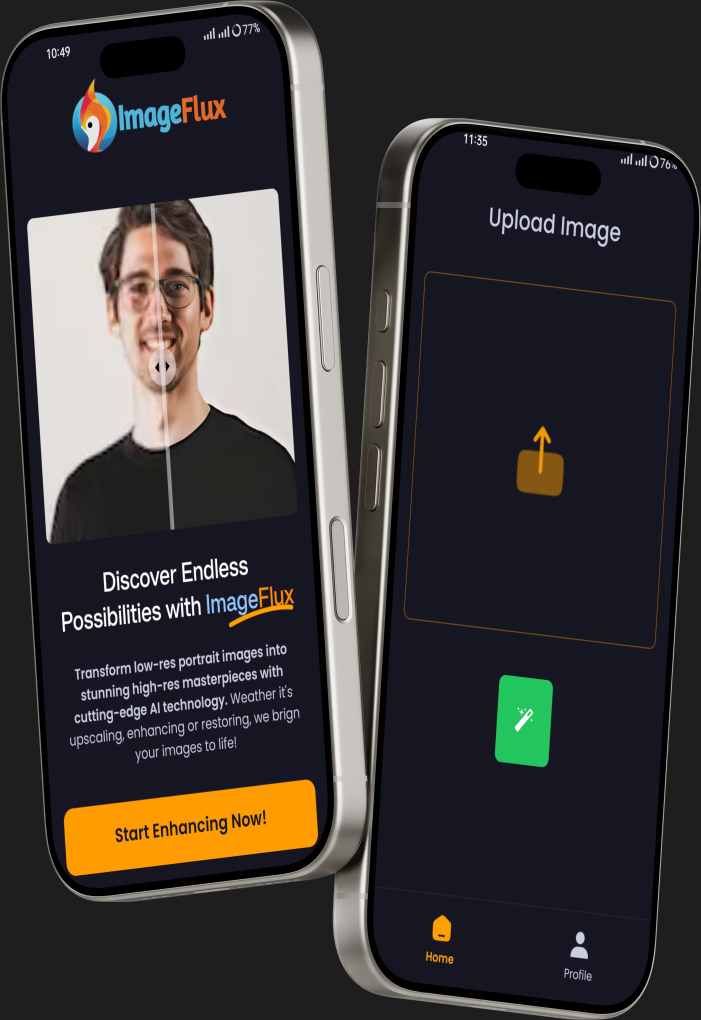 10:49
77%
ImageFlux
Discover Endless
Possibilities with ImageFlux
Transform low-res portrait images into
stunning high-res masterpieces with
cutting-edge AI technology. Weather it's
upscaling, enhancing or restoring, we brign
your images to life!
Start Enhancing Now!
11:35
76%
Upload Image
Home
Profile